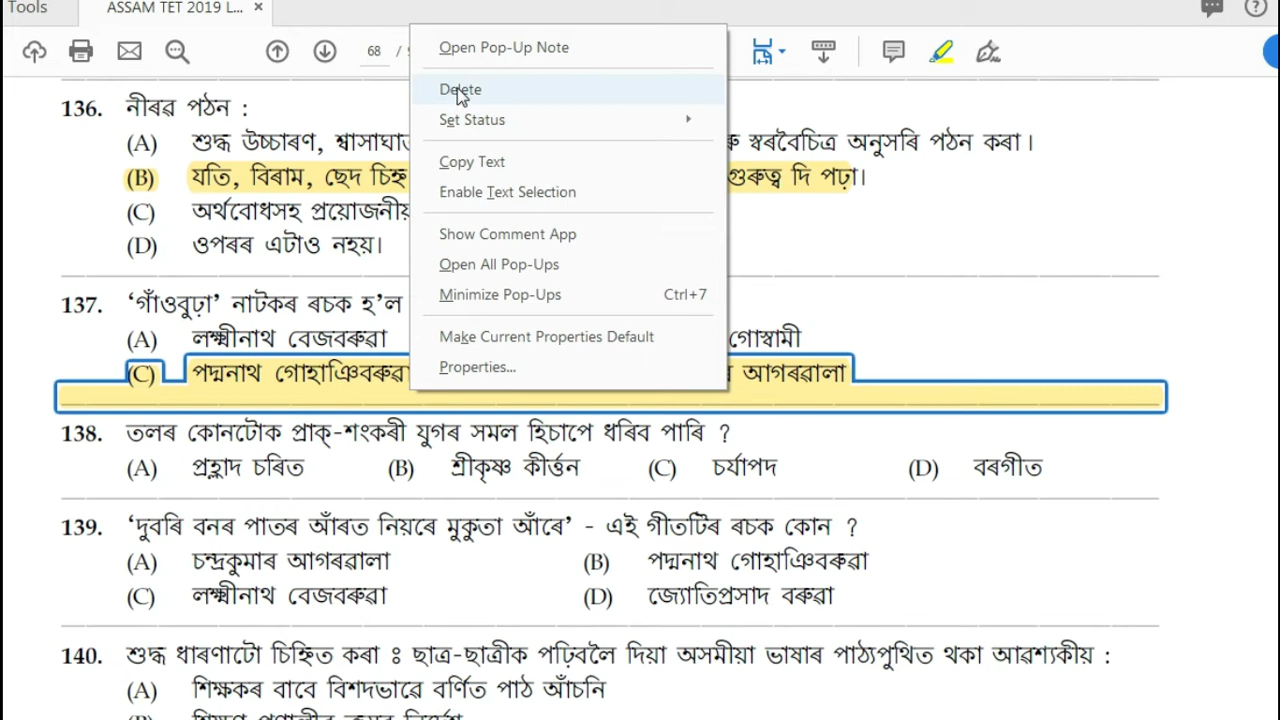 Tools ASSAM TET 2019 L... ×
68 /
Open Pop-Up Note
Delete
Set Status
Copy Text
Enable Text Selection
Show Comment App
Open All Pop-Ups
Minimize Pop-Ups Ctrl+7
Make Current Properties Default
Properties...
136. নীৰৱ পঠন :
(A) শুদ্ধ উচ্চাৰণ, স্বৰবৈচিত্ৰ অনুসৰি পঠন কৰা।
(B) যতি, বিৰাম, ছেদ চিহ্ন গুৰুত্ব দি পঢ়া।
(C) অৰ্থবোধসহ প্ৰয়োজনীয়
(D) ওপৰৰ এটাও নহয়।
137. ‘গাঁওবুঢ়া’ নাটকৰ ৰচক হ’ল
(A) লক্ষ্মীনাথ বেজবৰুৱা গোস্বামী
(C) পদ্মনাথ গোহাঞিবৰুৱা আগৰৱালা
138. তলৰ কোনটোক প্ৰাক্-শংকৰী যুগৰ সমল হিচাপে ধৰিব পাৰি ?
(A) প্ৰহ্লাদ চৰিত (B) শ্ৰীকৃষ্ণ কীৰ্ত্তন (C) চৰ্যাপদ (D) বৰগীত
139. ‘দুবৰি বনৰ পাতৰ আঁৰত নিয়ৰে মুকুতা আঁৰে’ - এই গীতটিৰ ৰচক কোন ?
(A) চন্দ্ৰকুমাৰ আগৰৱালা (B) পদ্মনাথ গোহাঞিবৰুৱা
(C) লক্ষ্মীনাথ বেজবৰুৱা (D) জ্যোতিপ্ৰসাদ বৰুৱা
140. শুদ্ধ ধাৰণাটো চিহ্নিত কৰা ঃ ছাত্ৰ-ছাত্ৰীক পঢ়িবলৈ দিয়া অসমীয়া ভাষাৰ পাঠ্যপুথিত থকা আৱশ্যকীয় :
(A) শিক্ষকৰ বাবে বিশদভাৱে বৰ্ণিত পাঠ আঁচনি